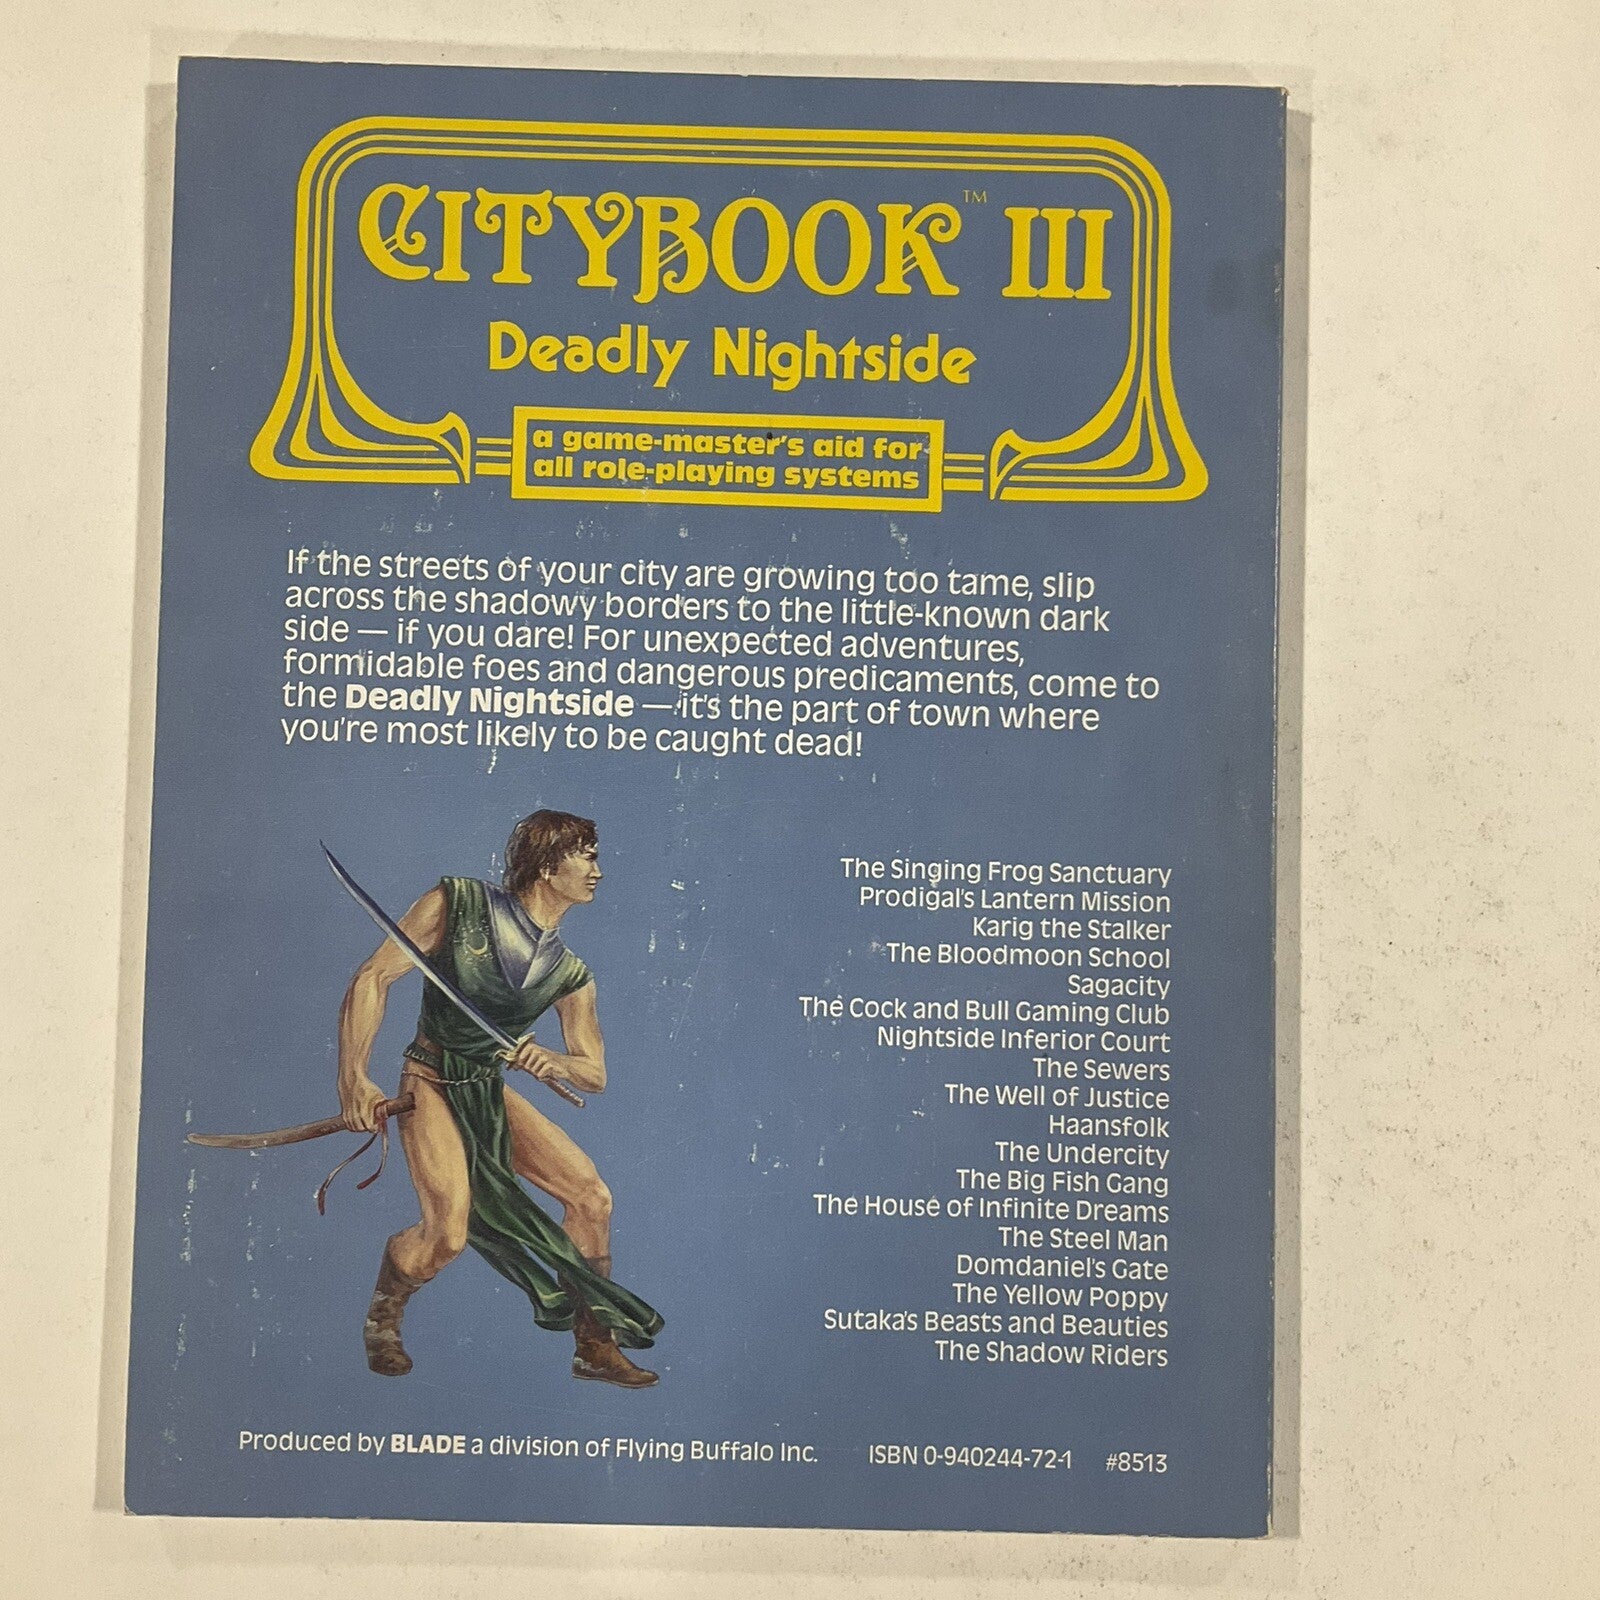 CITYBOOK™ III
Deadly Nightside
a game-master's aid for
all role-playing systems
If the streets of your city are growing too tame, slip
across the shadowy borders to the little-known dark
side — if you dare! For unexpected adventures,
formidable foes and dangerous predicaments, come to
the Deadly Nightside — it's the part of town where
you're most likely to be caught dead!
The Singing Frog Sanctuary
Prodigal's Lantern Mission
Karig the Stalker
The Bloodmoon School
Sagacity
The Cock and Bull Gaming Club
Nightside Inferior Court
The Sewers
The Well of Justice
Haansfolk
The Undercity
The Big Fish Gang
The House of Infinite Dreams
The Steel Man
Domdaniel's Gate
The Yellow Poppy
Sutaka's Beasts and Beauties
The Shadow Riders
Produced by BLADE a division of Flying Buffalo Inc. ISBN 0-940244-72-1 #8513